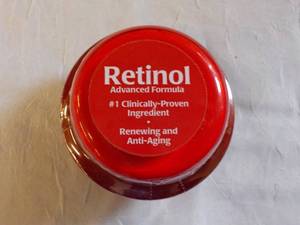 Retinol
Advanced Formula
#1 Clinically-Proven
Ingredient
•
Renewing and
Anti-Aging